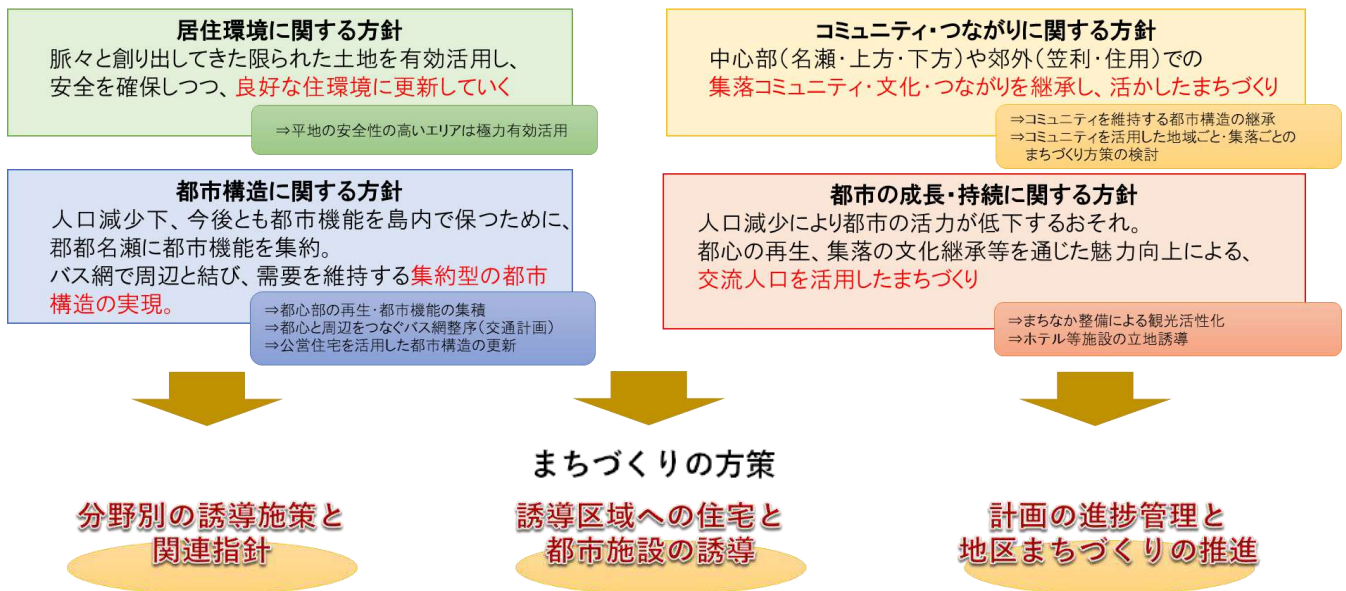 居住環境に関する方針
脈々と創り出してきた限られた土地を有効活用し、
安全を確保しつつ、良好な住環境に更新していく
⇒平地の安全性の高いエリアは極力有効活用
コミュニティ・つながりに関する方針
中心部(名瀬・上方・下方)や郊外(笠利・住用)での
集落コミュニティ・文化・つながりを継承し、活かしたまちづくり
⇒コミュニティを維持する都市構造の継承
⇒コミュニティを活用した地域ごと・集落ごとの
まちづくり方策の検討
都市構造に関する方針
人口減少下、今後とも都市機能を島内で保つために、
郡都名瀬に都市機能を集約。
バス網で周辺と結び、需要を維持する集約型の都市
構造の実現。
⇒都心部の再生・都市機能の集積
⇒都心と周辺をつなぐバス網整序(交通計画)
⇒公営住宅を活用した都市構造の更新
都市の成長・持続に関する方針
人口減少により都市の活力が低下するおそれ。
都心の再生、集落の文化継承等を通じた魅力向上による、
交流人口を活用したまちづくり
⇒まちなか整備による観光活性化
⇒ホテル等施設の立地誘導
まちづくりの方策
分野別の誘導施策と
関連指針
誘導区域への住宅と
都市施設の誘導
計画の進捗管理と
地区まちづくりの推進